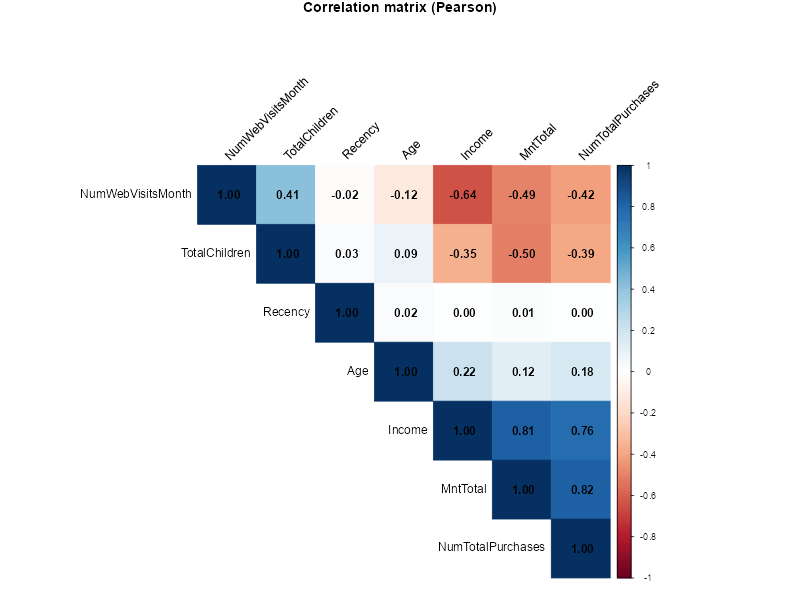 Correlation matrix (Pearson)
NumWebVisitsMonth
TotalChildren
Recency
Age
Income
MntTotal
NumTotalPurchases
NumWebVisitsMonth 1.00 0.41 -0.02 -0.12 -0.64 -0.49 -0.42
TotalChildren 1.00 0.03 0.09 -0.35 -0.50 -0.39
Recency 1.00 0.02 0.00 0.01 0.00
Age 1.00 0.22 0.12 0.18
Income 1.00 0.81 0.76
MntTotal 1.00 0.82
NumTotalPurchases 1.00
1
0.8
0.6
0.4
0.2
0
-0.2
-0.4
-0.6
-0.8
-1